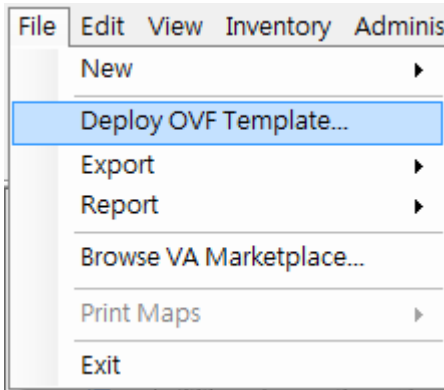 File Edit View Inventory Adminis
New
Deploy OVF Template...
Export
Report
Browse VA Marketplace...
Print Maps
Exit